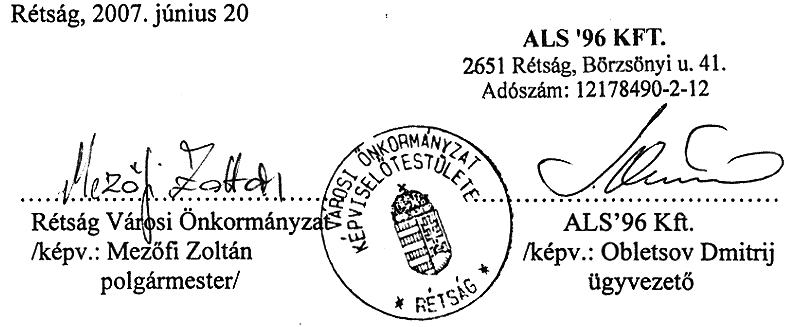 Rétság, 2007. június 20
ALS '96 KFT.
2651 Rétság, Börzsönyi u. 41.
Adószám: 12178490-2-12
Mezőfi Zoltán
VÁROSI ÖNKORMÁNYZAT
KÉPVISELŐTESTÜLETE
* RÉTSÁG *
Rétság Városi Önkormányzat
/képv.: Mezőfi Zoltán
polgármester/
ALS'96 Kft.
/képv.: Obletsov Dmitrij
ügyvezető